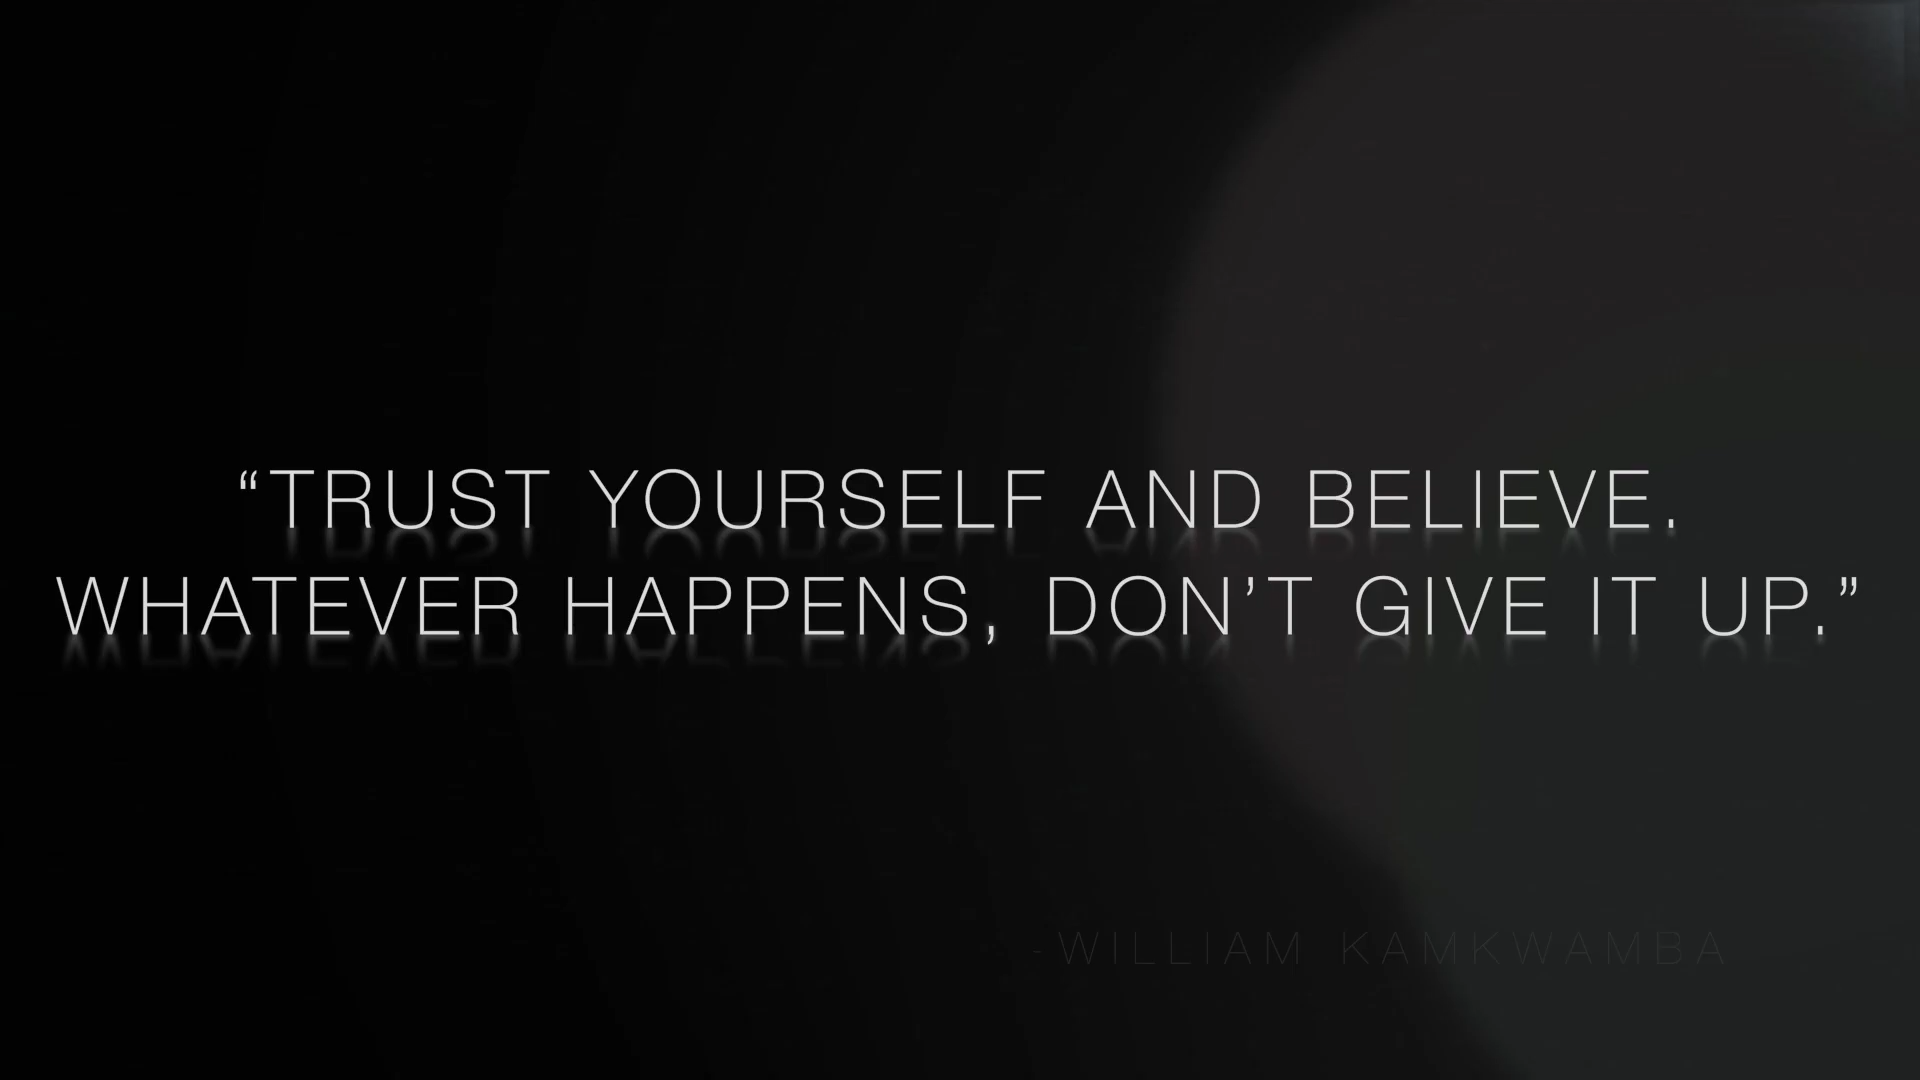 “TRUST YOURSELF AND BELIEVE.
WHATEVER HAPPENS, DON’T GIVE IT UP.”
-WILLIAM KAMKWAMBA